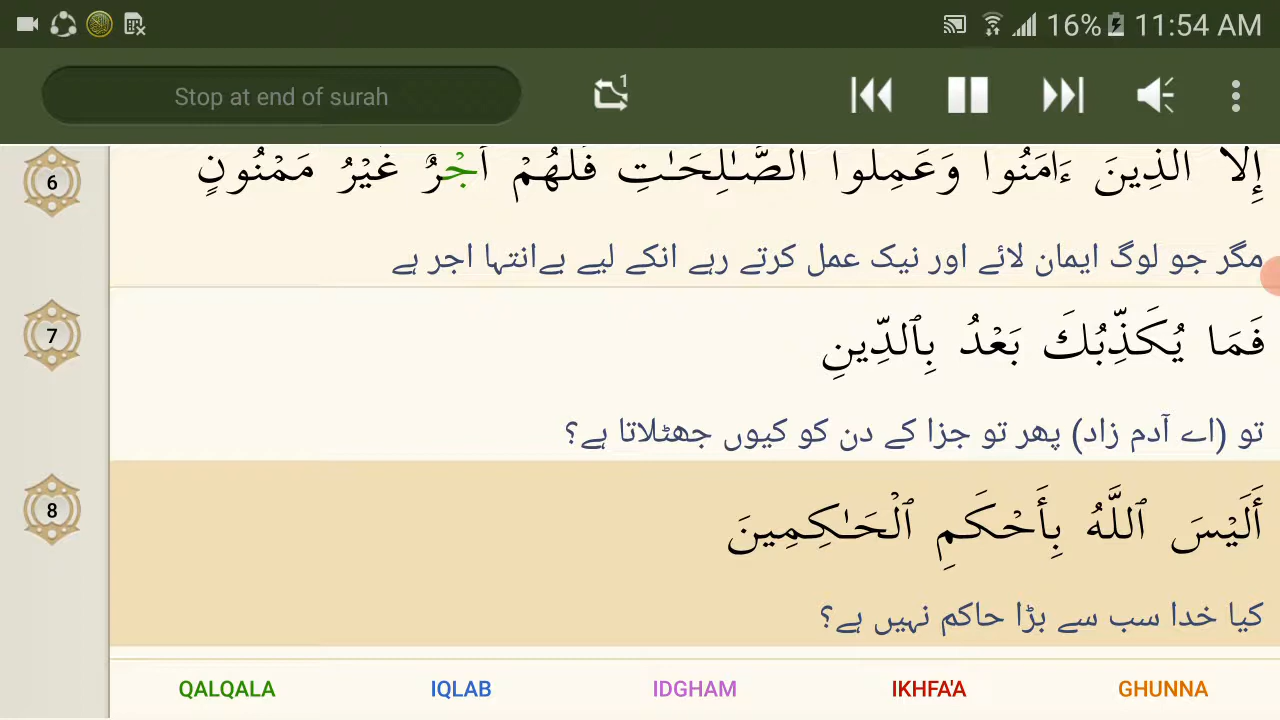 16% 11:54 AM
Stop at end of surah
1
6
إِلَّا الَّذِينَ ءَامَنُوا وَعَمِلُوا الصَّـٰلِحَـٰتِ فَلَهُمْ أَجْرٌ غَيْرُ مَمْنُونٍ
مگر جو لوگ ایمان لائے اور نیک عمل کرتے رہے انکے لیے بےانتہا اجر ہے
7
فَمَا يُكَذِّبُكَ بَعْدُ بِٱلدِّينِ
تو (اے آدم زاد) پھر تو جزا کے دن کو کیوں جھٹلاتا ہے؟
8
أَلَيْسَ ٱللَّهُ بِأَحْكَمِ ٱلْحَـٰكِمِينَ
کیا خدا سب سے بڑا حاکم نہیں ہے؟
QALQALA IQLAB IDGHAM IKHFA'A GHUNNA